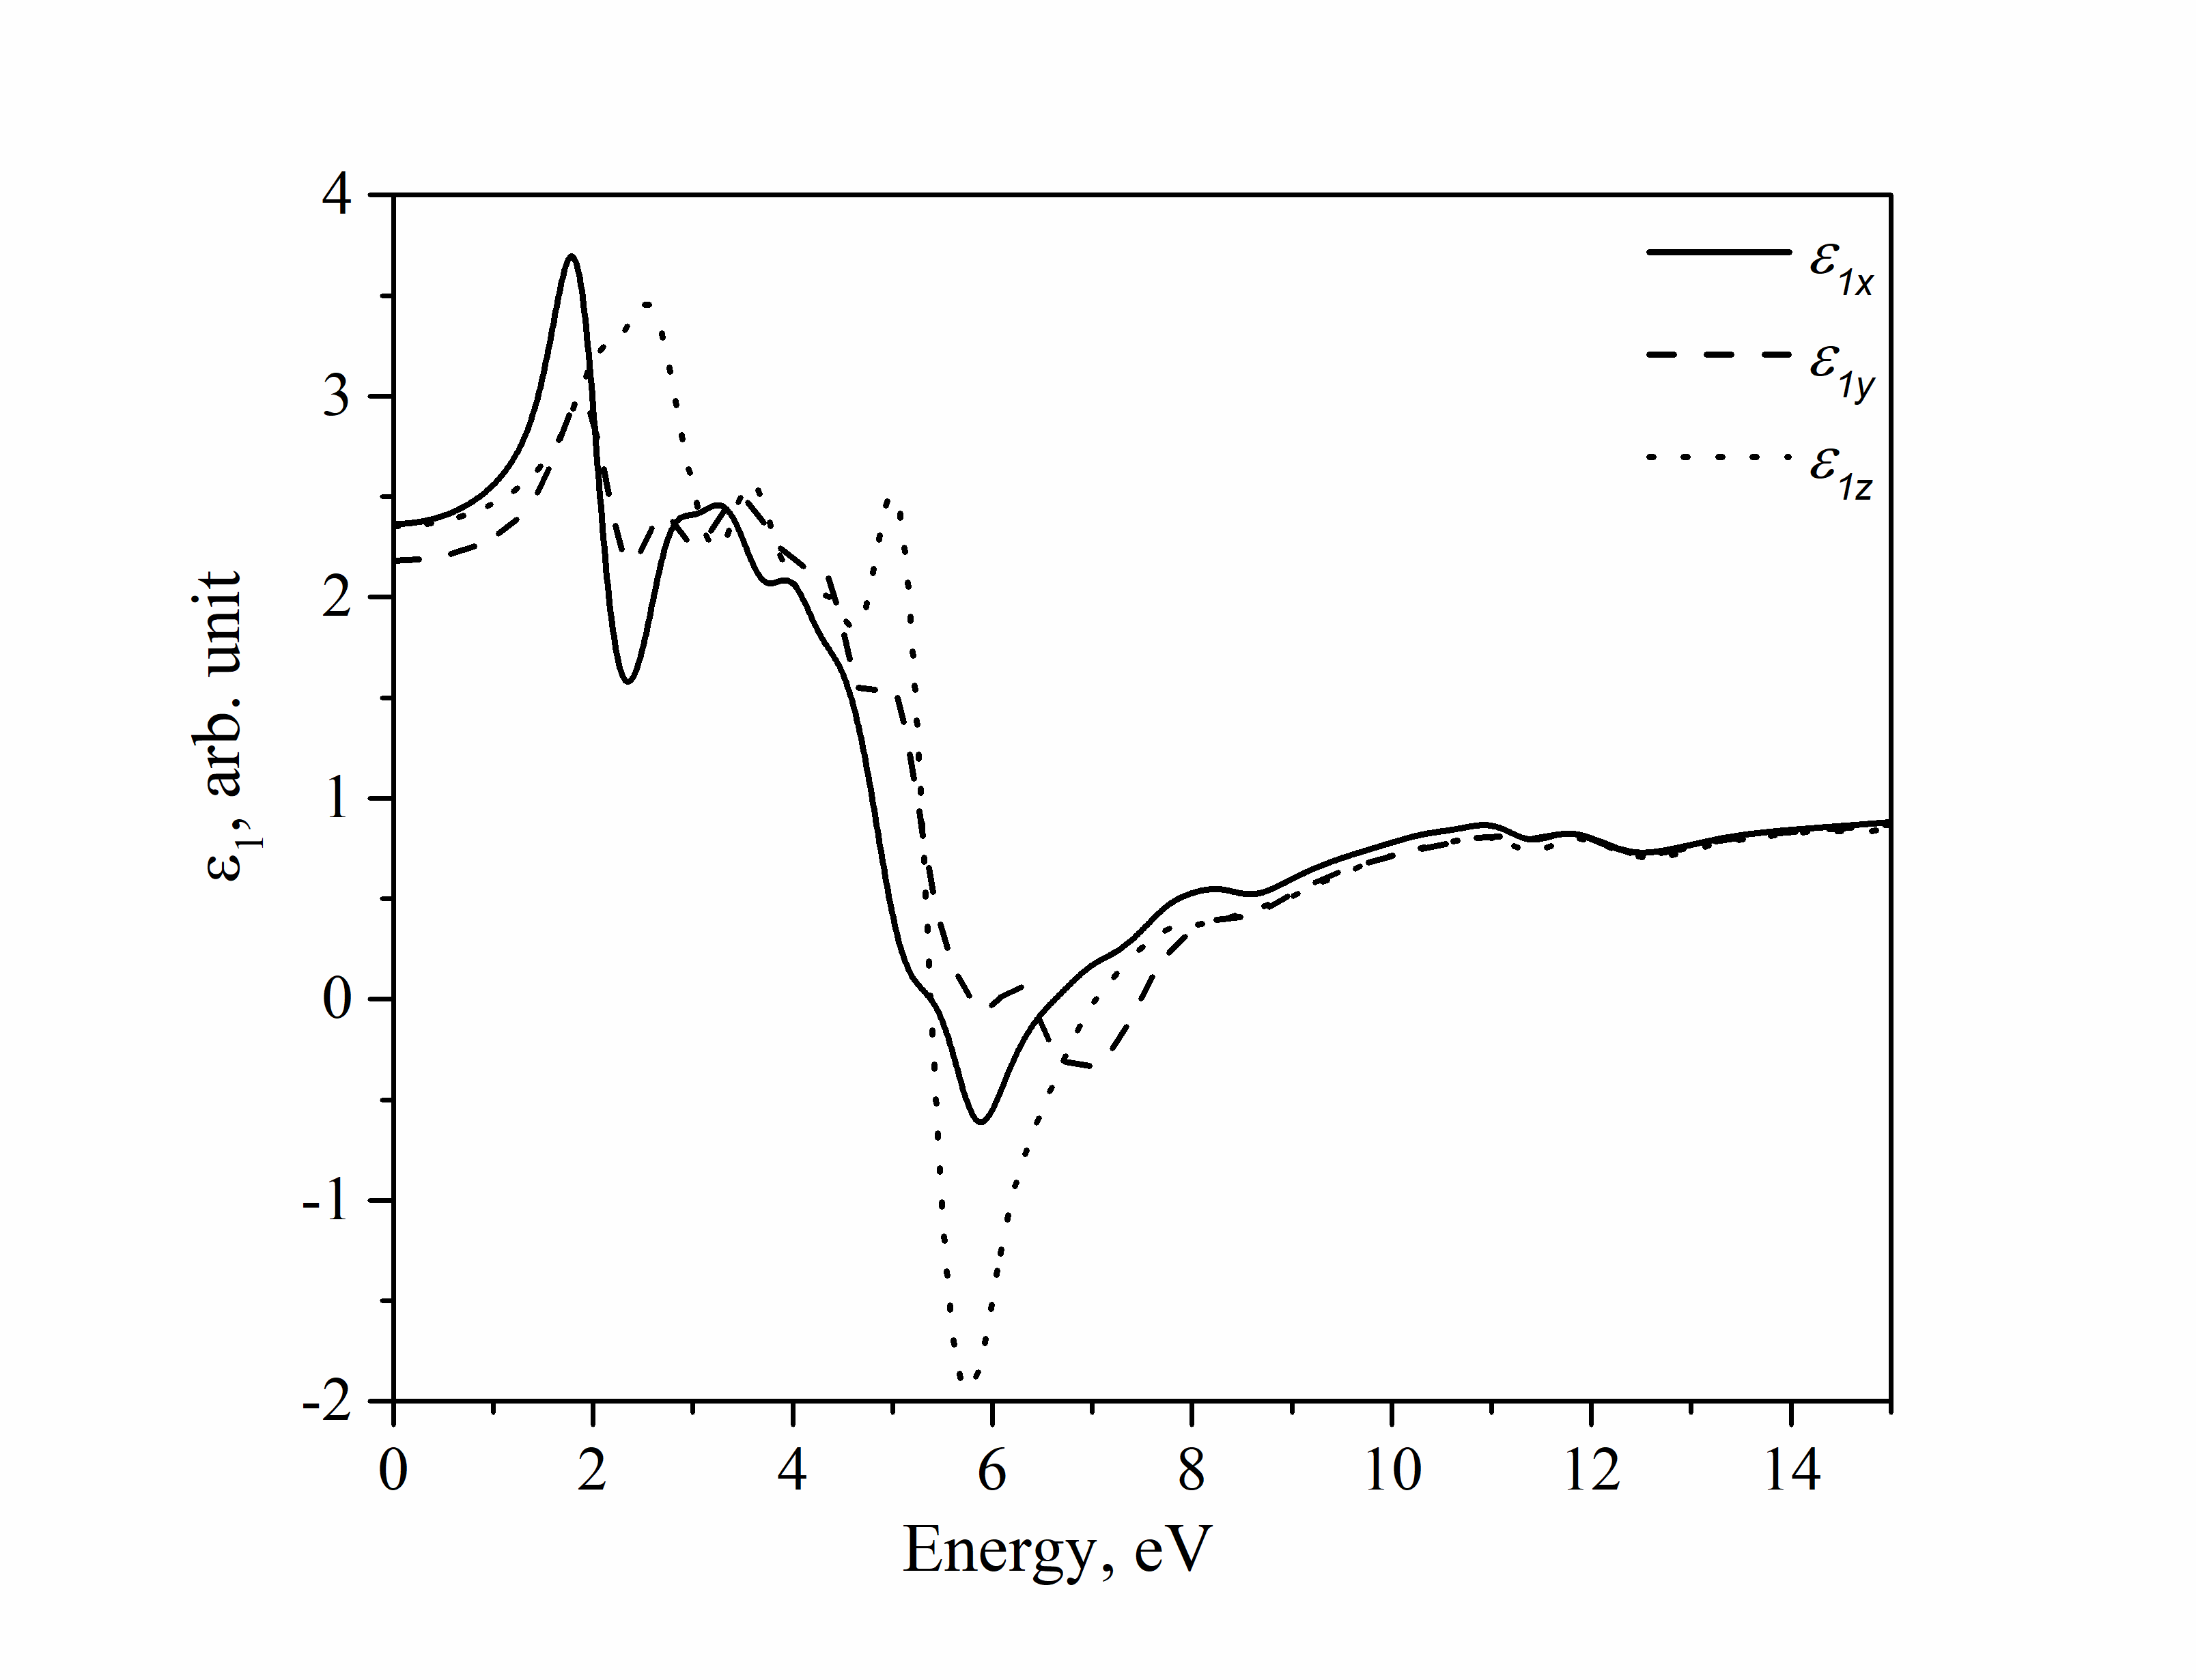 4
3
2
1
0
-1
-2
ε1, arb. unit
ε1x
ε1y
ε1z
0 2 4 6 8 10 12 14
Energy, eV